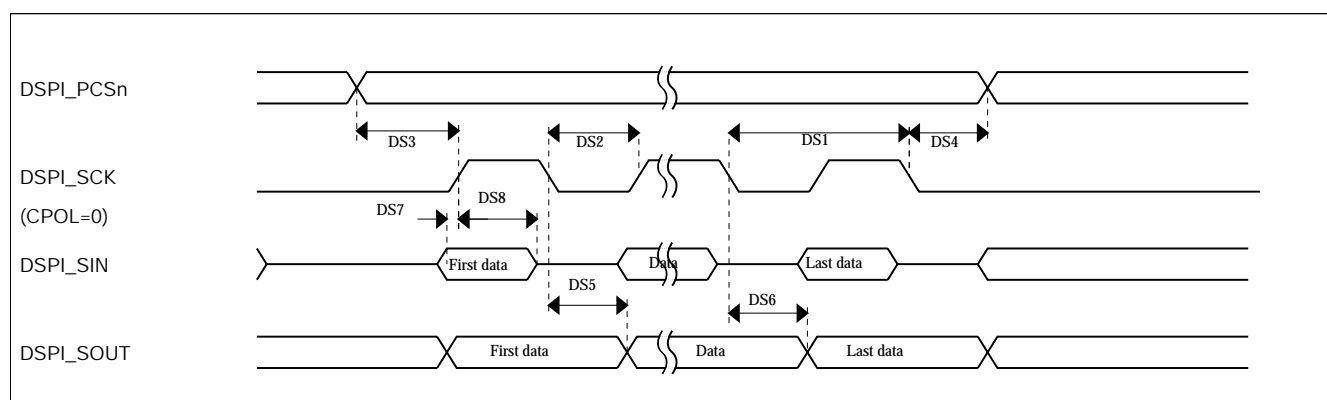 DSPI_PCSn
DS3
DS2
DS1
DS4
DSPI_SCK
(CPOL=0)
DS7
DS8
DSPI_SIN
First data
Data
Last data
DS5
DS6
DSPI_SOUT
First data
Data
Last data